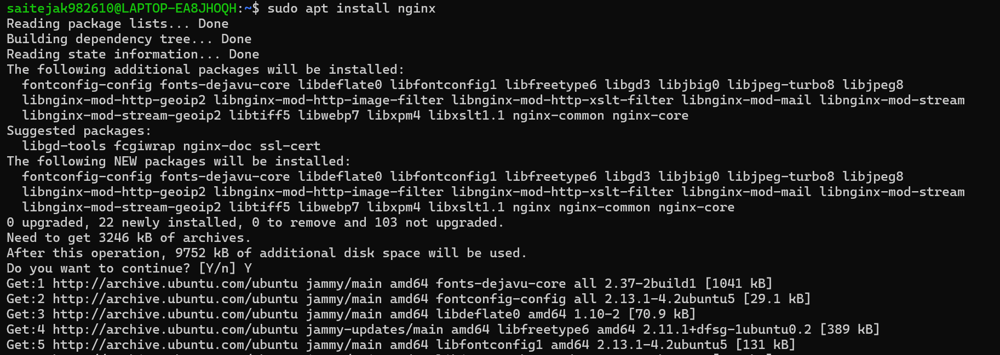 saitejak982610@LAPTOP-EA8JHOQH:~$ sudo apt install nginx
Reading package lists... Done
Building dependency tree... Done
Reading state information... Done
The following additional packages will be installed:
  fontconfig-config fonts-dejavu-core libdeflate0 libfontconfig1 libfreetype6 libgd3 libjbig0 libjpeg-turbo8 libjpeg8
  libnginx-mod-http-geoip2 libnginx-mod-http-image-filter libnginx-mod-http-xslt-filter libnginx-mod-mail libnginx-mod-stream
  libnginx-mod-stream-geoip2 libtiff5 libwebp7 libxpm4 libxslt1.1 nginx-common nginx-core
Suggested packages:
  libgd-tools fcgiwrap nginx-doc ssl-cert
The following NEW packages will be installed:
  fontconfig-config fonts-dejavu-core libdeflate0 libfontconfig1 libfreetype6 libgd3 libjbig0 libjpeg-turbo8 libjpeg8
  libnginx-mod-http-geoip2 libnginx-mod-http-image-filter libnginx-mod-http-xslt-filter libnginx-mod-mail libnginx-mod-stream
  libnginx-mod-stream-geoip2 libtiff5 libwebp7 libxpm4 libxslt1.1 nginx nginx-common nginx-core
0 upgraded, 22 newly installed, 0 to remove and 103 not upgraded.
Need to get 3246 kB of archives.
After this operation, 9752 kB of additional disk space will be used.
Do you want to continue? [Y/n] Y
Get:1 http://archive.ubuntu.com/ubuntu jammy/main amd64 fonts-dejavu-core all 2.37-2build1 [1041 kB]
Get:2 http://archive.ubuntu.com/ubuntu jammy/main amd64 fontconfig-config all 2.13.1-4.2ubuntu5 [29.1 kB]
Get:3 http://archive.ubuntu.com/ubuntu jammy/main amd64 libdeflate0 amd64 1.10-2 [70.9 kB]
Get:4 http://archive.ubuntu.com/ubuntu jammy-updates/main amd64 libfreetype6 amd64 2.11.1+dfsg-1ubuntu0.2 [389 kB]
Get:5 http://archive.ubuntu.com/ubuntu jammy/main amd64 libfontconfig1 amd64 2.13.1-4.2ubuntu5 [131 kB]